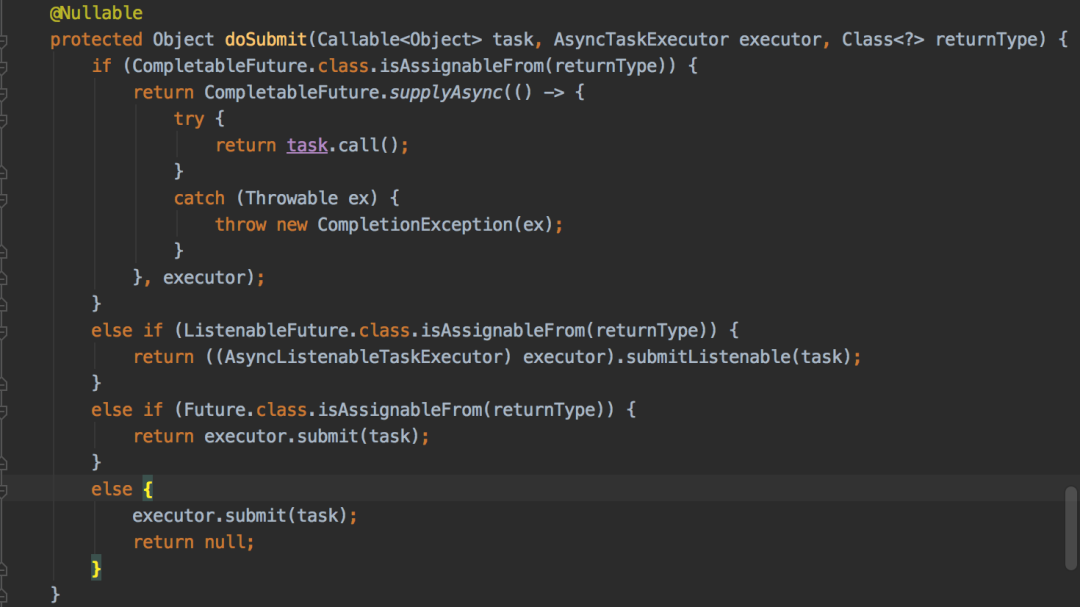 @Nullable
protected Object doSubmit(Callable<Object> task, AsyncTaskExecutor executor, Class<?> returnType) {
    if (CompletableFuture.class.isAssignableFrom(returnType)) {
        return CompletableFuture.supplyAsync(() -> {
            try {
                return task.call();
            }
            catch (Throwable ex) {
                throw new CompletionException(ex);
            }
        }, executor);
    }
    else if (ListenableFuture.class.isAssignableFrom(returnType)) {
        return ((AsyncListenableTaskExecutor) executor).submitListenable(task);
    }
    else if (Future.class.isAssignableFrom(returnType)) {
        return executor.submit(task);
    }
    else {
        executor.submit(task);
        return null;
    }
}